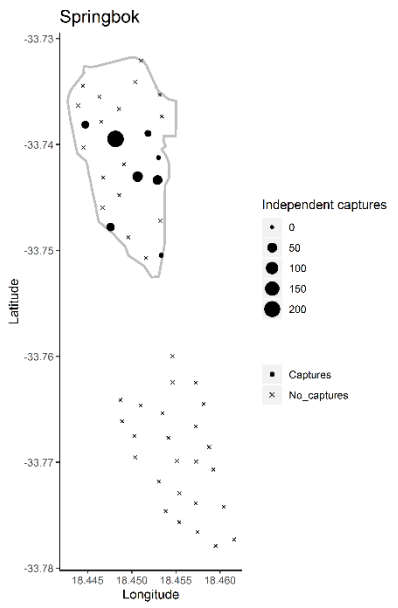 Springbok
-33.73
-33.74
-33.75
-33.76
-33.77
-33.78
Latitude
18.445 18.450 18.455 18.460
Longitude
Independent captures
0
50
100
150
200
Captures
No_captures